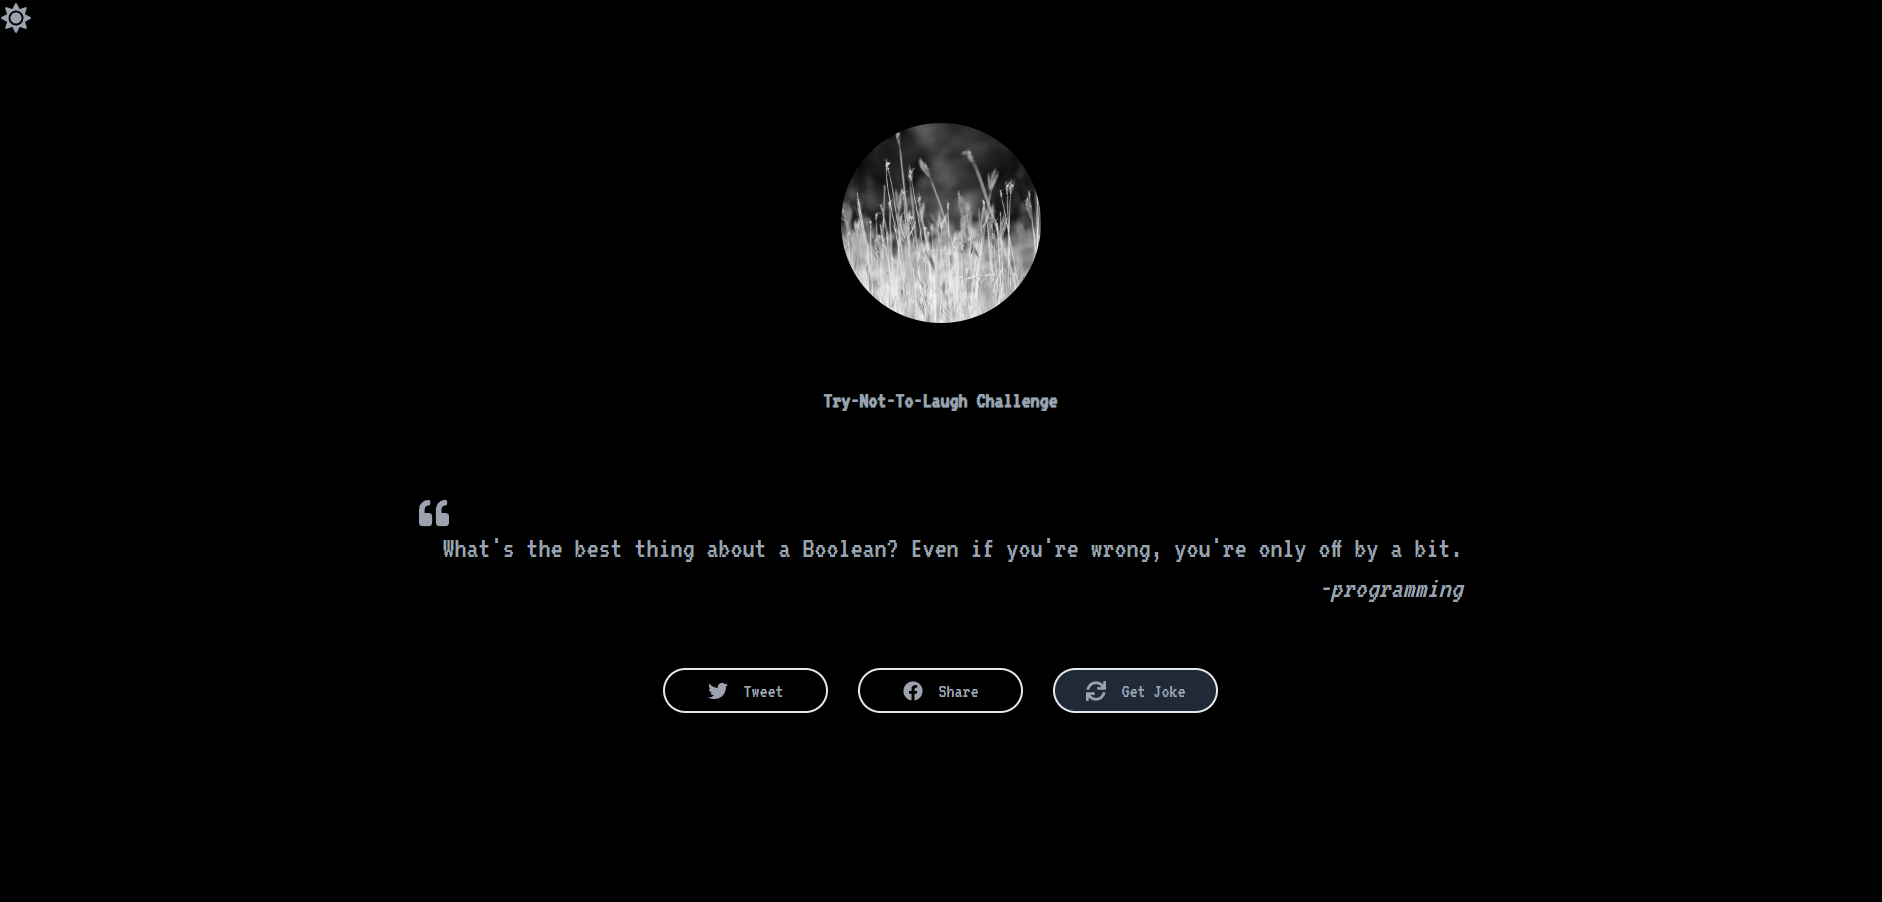 Try-Not-To-Laugh Challenge
What's the best thing about a Boolean? Even if you're wrong, you're only off by a bit.
-programming
Tweet
Share
Get Joke